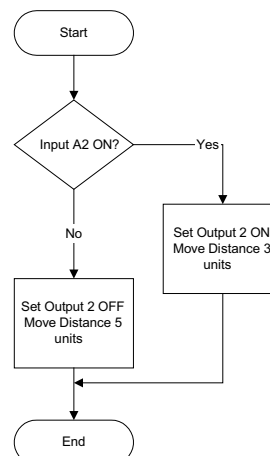 Start
Input A2 ON?
Yes
No
Set Output 2 ON
Move Distance 3
units
Set Output 2 OFF
Move Distance 5
units
End